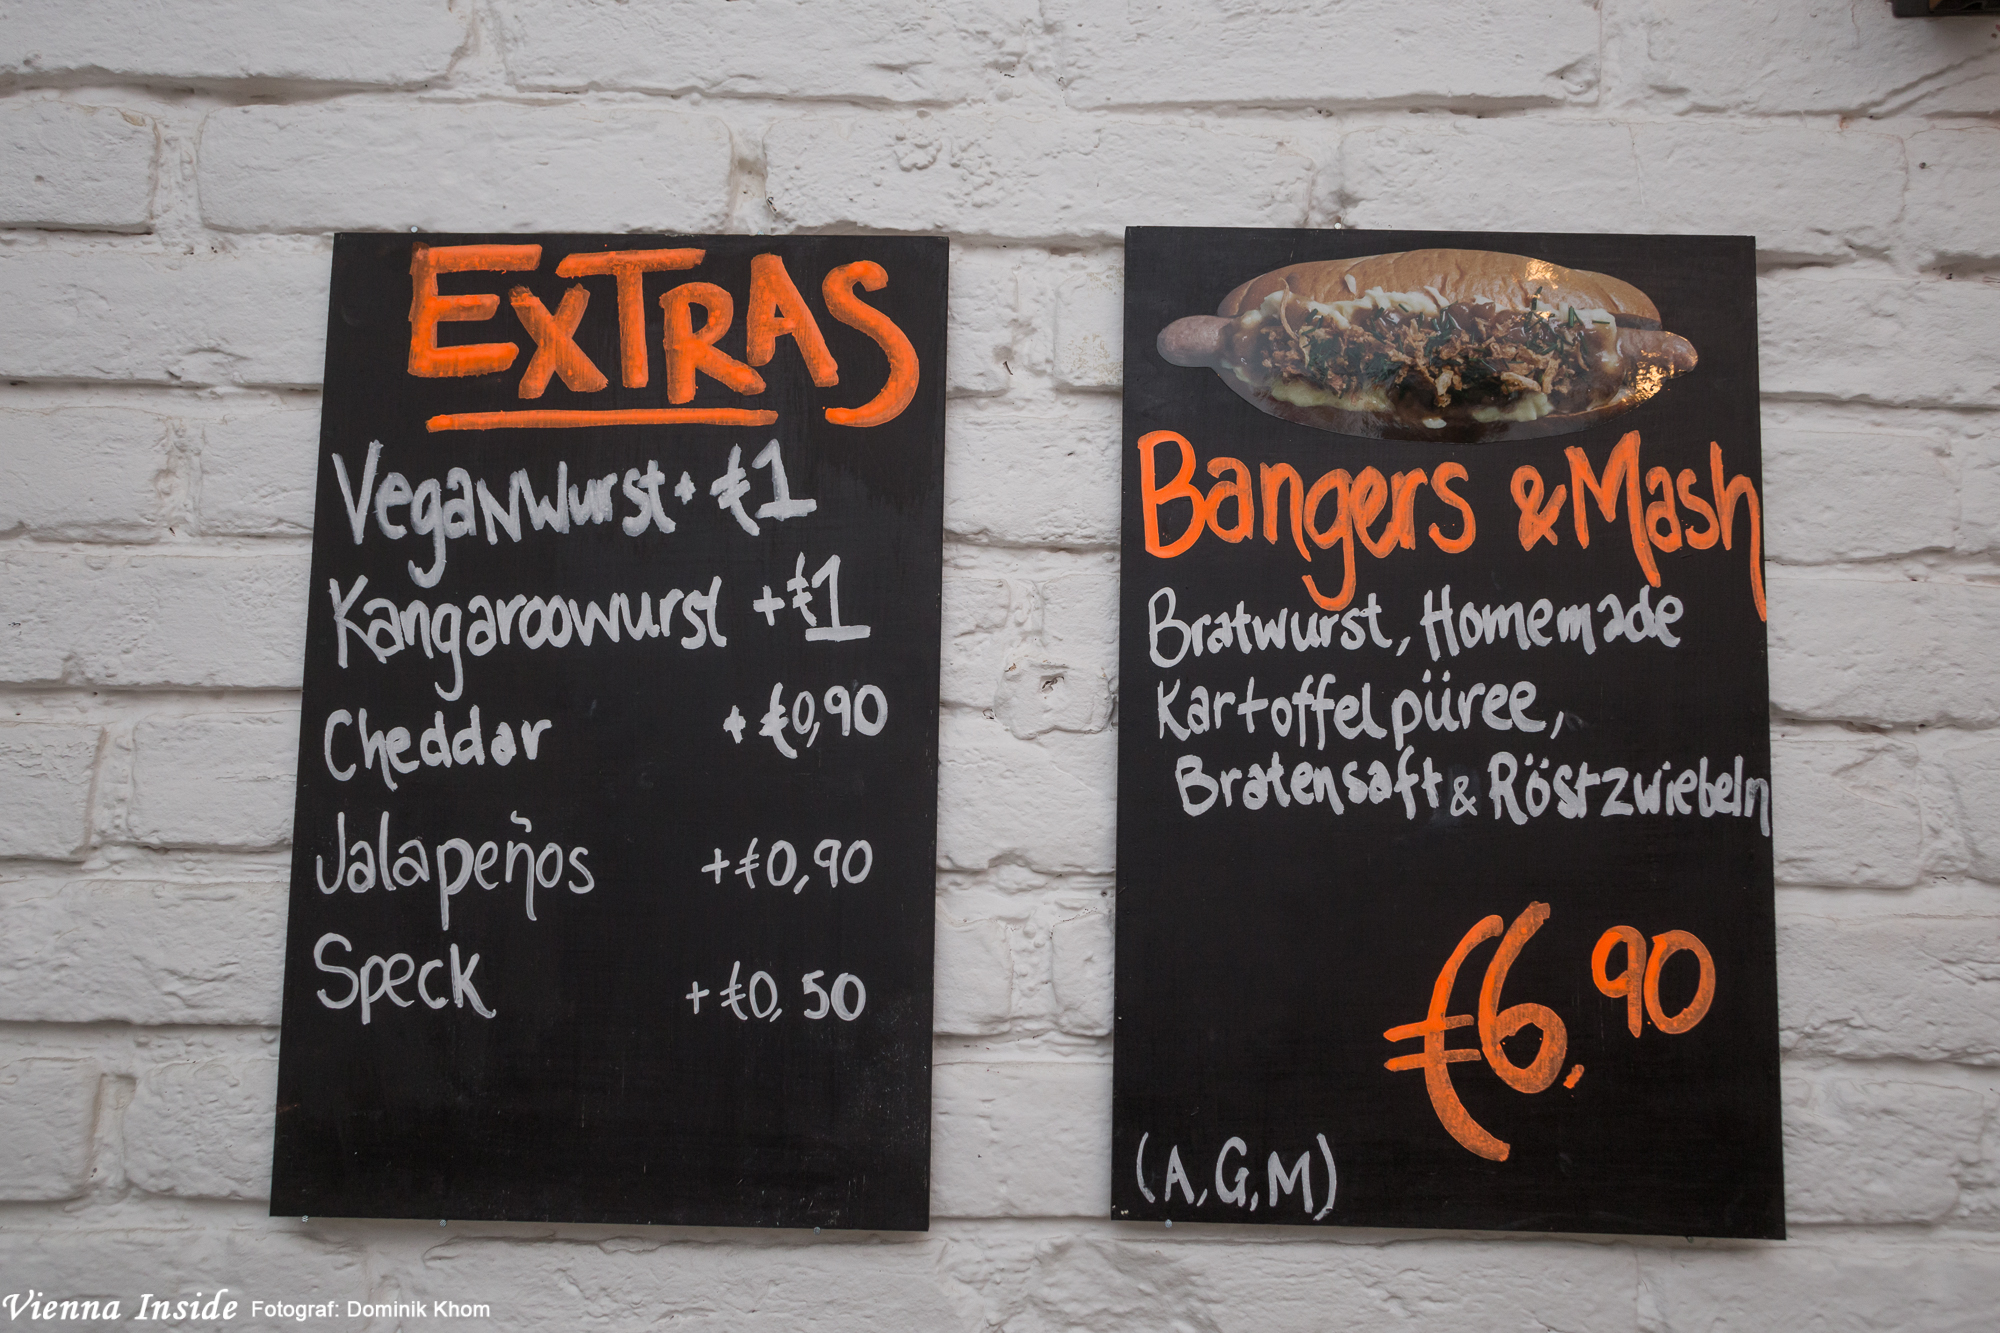 EXTRAS
Veganwurst + €1
Kangaroowurst + €1
Cheddar + €0,90
Jalapeños + €0,90
Speck + €0,50
Bangers & Mash
Bratwurst, Homemade
Kartoffelpüree,
Bratensaft & Röstzwiebeln
€6,90
(A,G,M)
Vienna Inside Fotograf: Dominik Khom